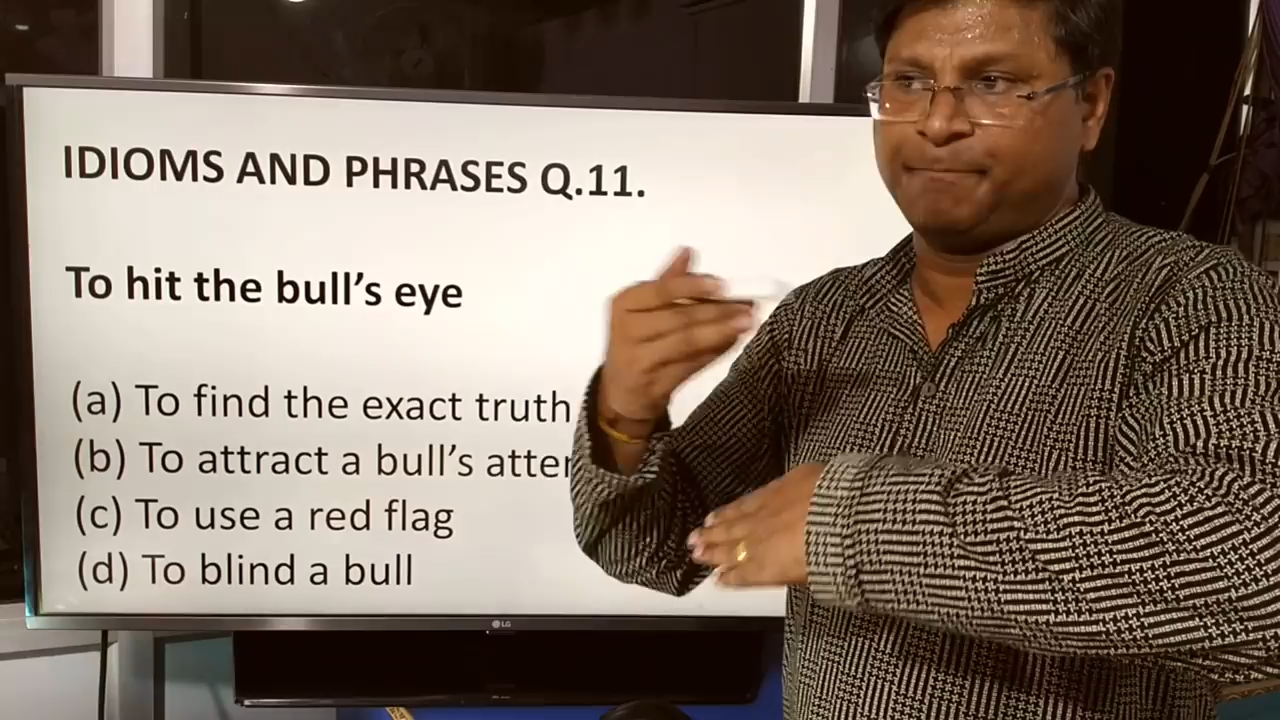 IDIOMS AND PHRASES Q.11.
To hit the bull's eye
(a) To find the exact truth
(b) To attract a bull's
(c) To use a red flag
(d) To blind a bull
LG